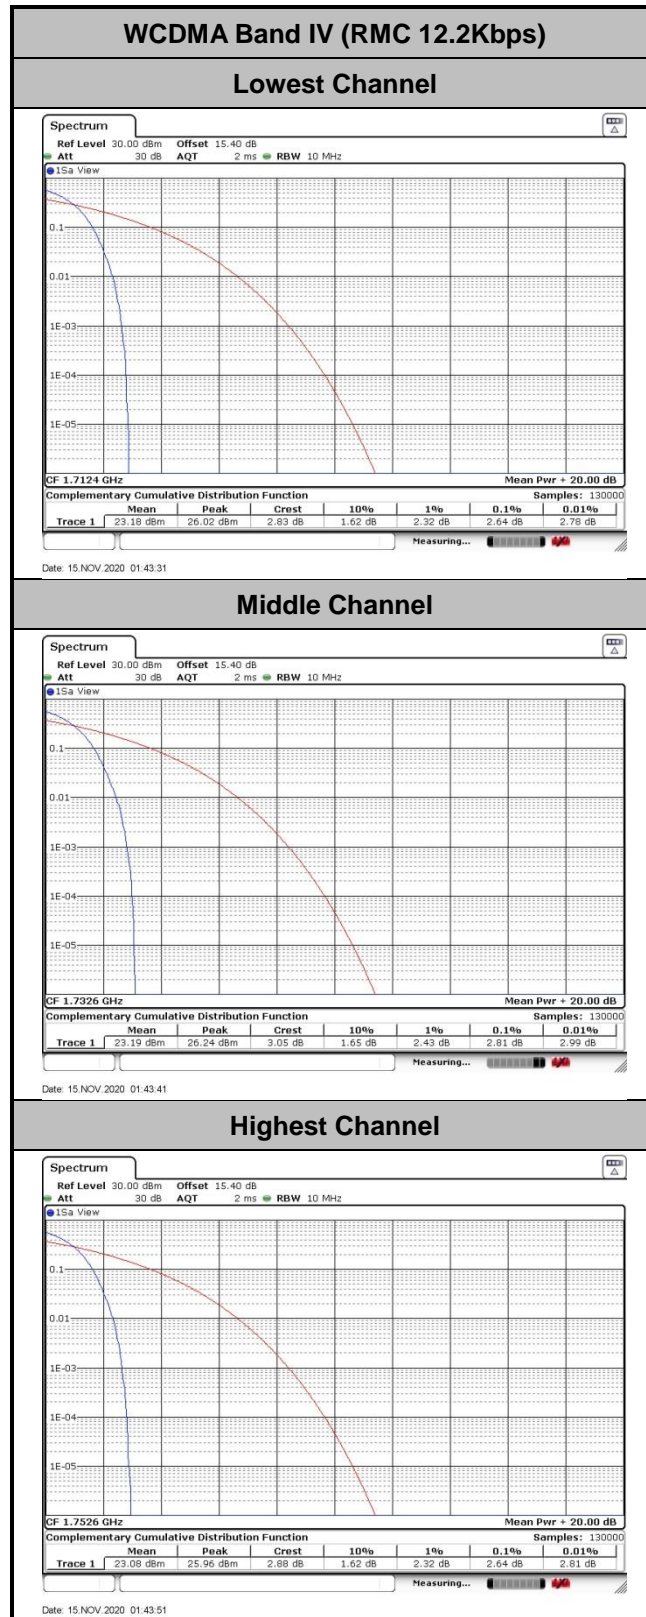 WCDMA Band IV (RMC 12.2Kbps)
Lowest Channel
Spectrum
Ref Level 30.00 dBm Offset 15.40 dB
Att 30 dB AQT 2 ms RBW 10 MHz
1Sa View
0.1
0.01
1E-03
1E-04
1E-05
CF 1.7124 GHz Mean Pwr + 20.00 dB
Complementary Cumulative Distribution Function Samples: 130000
Mean Peak Crest 10% 1% 0.1% 0.01%
Trace 1 23.18 dBm 26.02 dBm 2.83 dB 1.62 dB 2.32 dB 2.64 dB 2.78 dB
Measuring...
Date: 15.NOV.2020 01:43:31
Middle Channel
Spectrum
Ref Level 30.00 dBm Offset 15.40 dB
Att 30 dB AQT 2 ms RBW 10 MHz
1Sa View
0.1
0.01
1E-03
1E-04
1E-05
CF 1.7326 GHz Mean Pwr + 20.00 dB
Complementary Cumulative Distribution Function Samples: 130000
Mean Peak Crest 10% 1% 0.1% 0.01%
Trace 1 23.19 dBm 26.24 dBm 3.05 dB 1.65 dB 2.43 dB 2.81 dB 2.99 dB
Measuring...
Date: 15.NOV.2020 01:43:41
Highest Channel
Spectrum
Ref Level 30.00 dBm Offset 15.40 dB
Att 30 dB AQT 2 ms RBW 10 MHz
1Sa View
0.1
0.01
1E-03
1E-04
1E-05
CF 1.7526 GHz Mean Pwr + 20.00 dB
Complementary Cumulative Distribution Function Samples: 130000
Mean Peak Crest 10% 1% 0.1% 0.01%
Trace 1 23.08 dBm 25.96 dBm 2.88 dB 1.62 dB 2.32 dB 2.64 dB 2.81 dB
Measuring...
Date: 15.NOV.2020 01:43:51